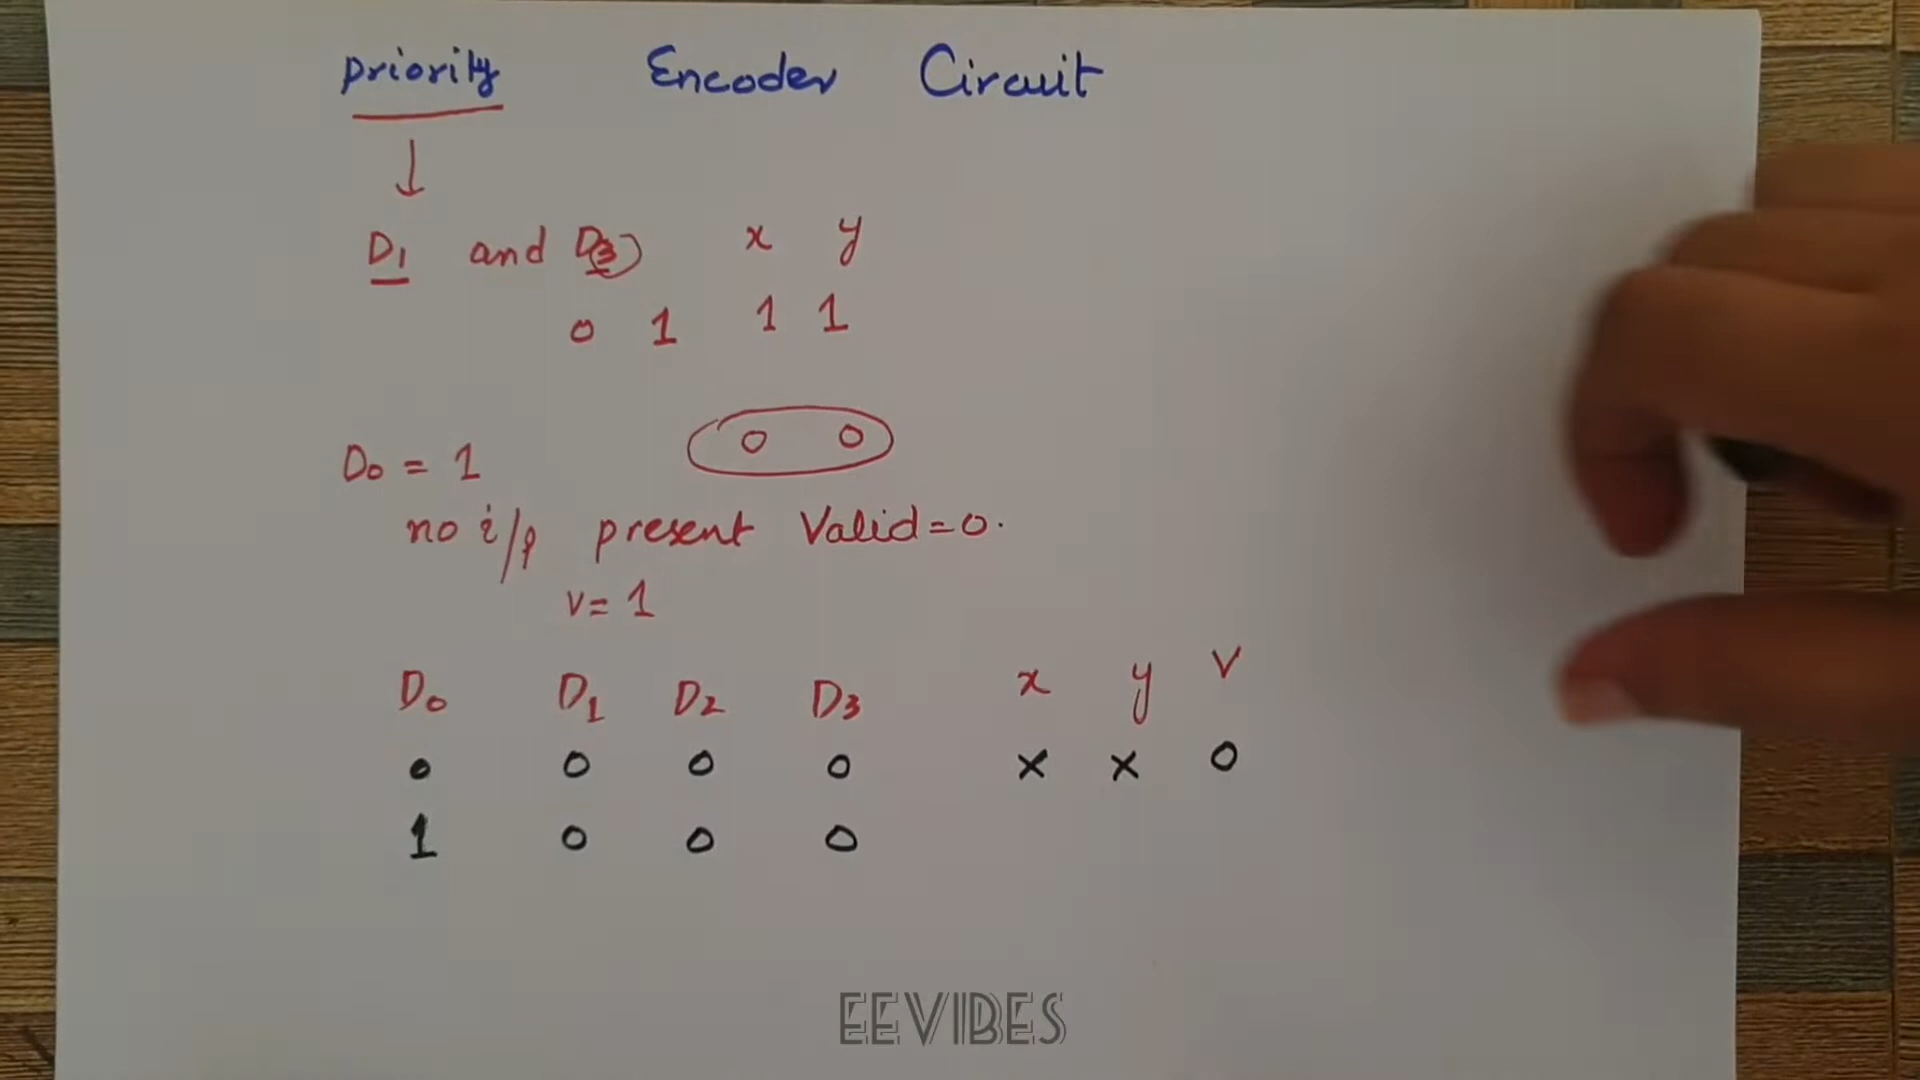 priority Encoder Circuit
↓
D1 and D3) x y
0 1 1 1
0 0
D0 = 1
no i/p present Valid=0.
v= 1
D0 D1 D2 D3 x y V
0 0 0 0 x x 0
1 0 0 0
EEVIBES